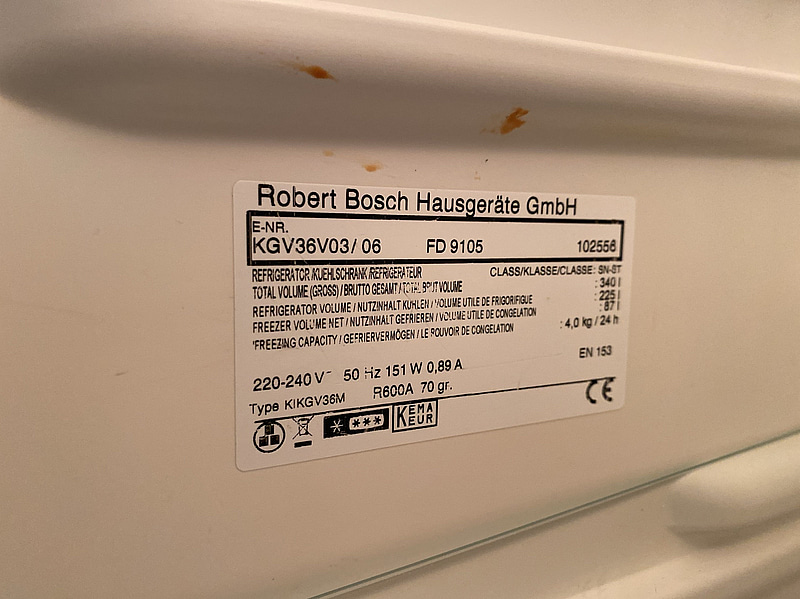 Robert Bosch Hausgeräte GmbH
E-NR.
KGV36V03/ 06 FD 9105 102556
REFRIGERATOR /KUEHLSCHRANK /REFRIGERATEUR CLASS/KLASSE/CLASSE: SN-ST
TOTAL VOLUME (GROSS) / BRUTTO GESAMT / TOTAL BRUT VOLUME : 340 l
REFRIGERATOR VOLUME / NUTZINHALT KUHLEN / VOLUME UTILE DE FRIGORIFIGUE : 225 l
FREEZER VOLUME NET / NUTZINHALT GEFRIEREN / VOLUME UTILE DE CONGELATION : 87 l
*FREEZING CAPACITY / GEFRIERVERMÖGEN / LE POUVOIR DE CONGELATION : 4,0 kg / 24 h
EN 153
220-240 V~ 50 Hz 151 W 0,89 A
Type KIKGV36M R600A 70 gr.
CE
* ***
KEMA
EUR